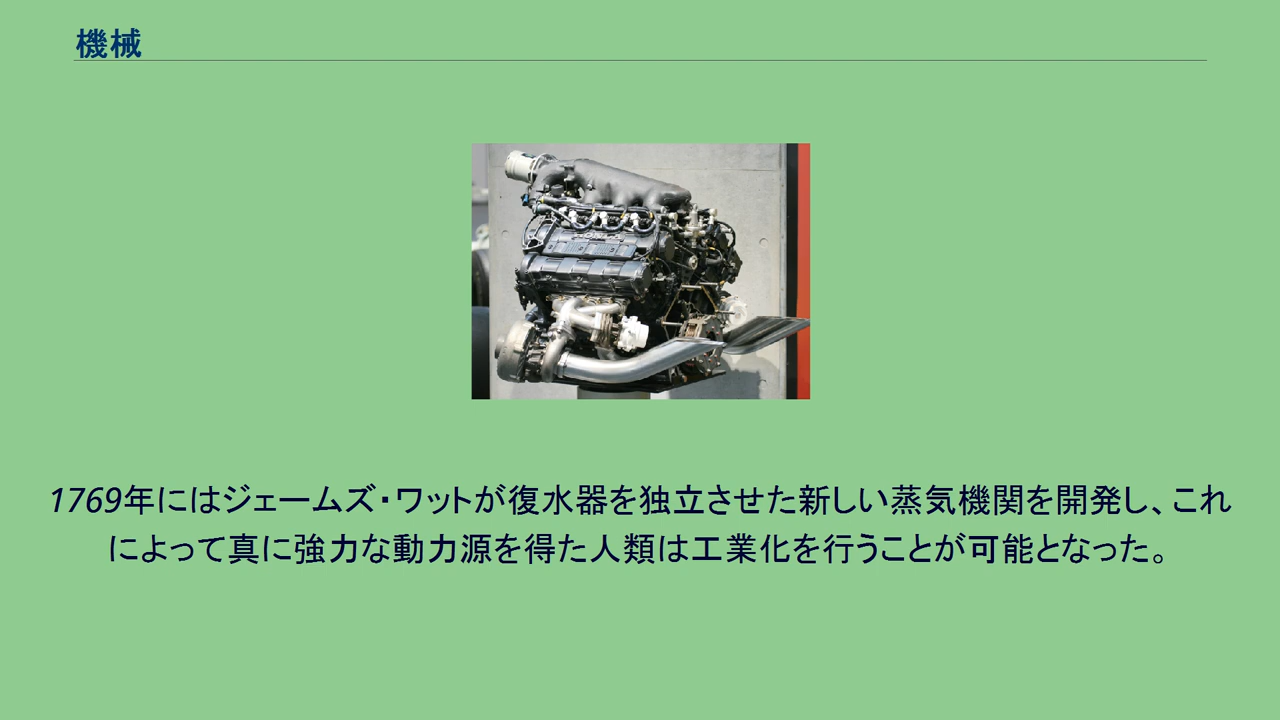 機械
1769年にはジェームズ・ワットが復水器を独立させた新しい蒸気機関を開発し、これ
によって真に強力な動力源を得た人類は工業化を行うことが可能となった。